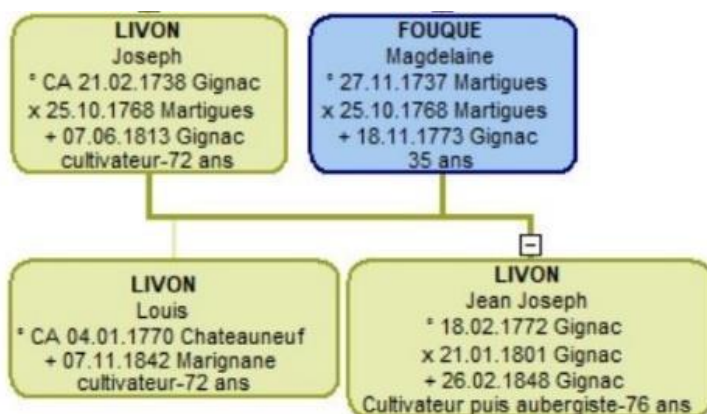 LIVON
Joseph
° CA 21.02.1738 Gignac
x 25.10.1768 Martigues
+ 07.06.1813 Gignac
cultivateur-72 ans
FOUQUE
Magdelaine
° 27.11.1737 Martigues
x 25.10.1768 Martigues
+ 18.11.1773 Gignac
35 ans
LIVON
Louis
° CA 04.01.1770 Chateauneuf
+ 07.11.1842 Marignane
cultivateur-72 ans
LIVON
Jean Joseph
° 18.02.1772 Gignac
x 21.01.1801 Gignac
+ 26.02.1848 Gignac
Cultivateur puis aubergiste-76 ans